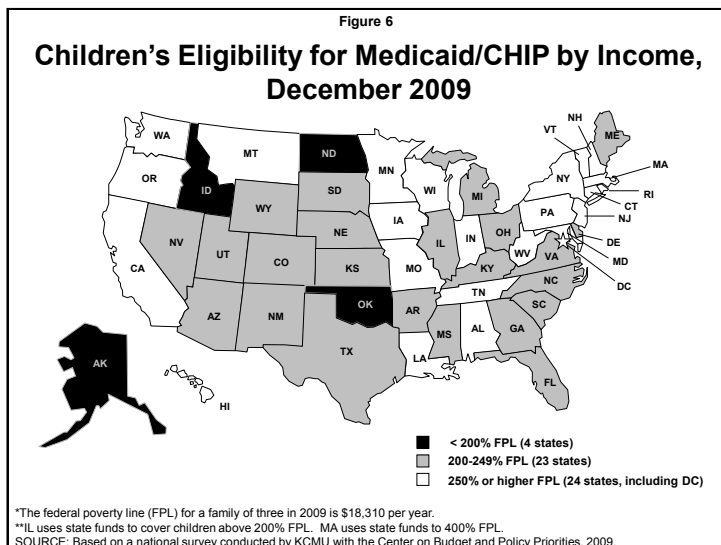 Figure 6
Children's Eligibility for Medicaid/CHIP by Income,
December 2009
WA
MT
ND
MN
VT
NH
ME
OR
ID
WY
SD
WI
MI
NY
MA
RI
CT
NJ
PA
NV
UT
CO
NE
IA
IL
IN
OH
WV
VA
DE
MD
DC
CA
KS
MO
KY
NC
TN
SC
AZ
NM
OK
AR
MS
AL
GA
TX
LA
FL
AK
HI
< 200% FPL (4 states)
200-249% FPL (23 states)
250% or higher FPL (24 states, including DC)
*The federal poverty line (FPL) for a family of three in 2009 is $18,310 per year.
**IL uses state funds to cover children above 200% FPL. MA uses state funds to 400% FPL.
SOURCE: Based on a national survey conducted by KCMU with the Center on Budget and Policy Priorities, 2009.